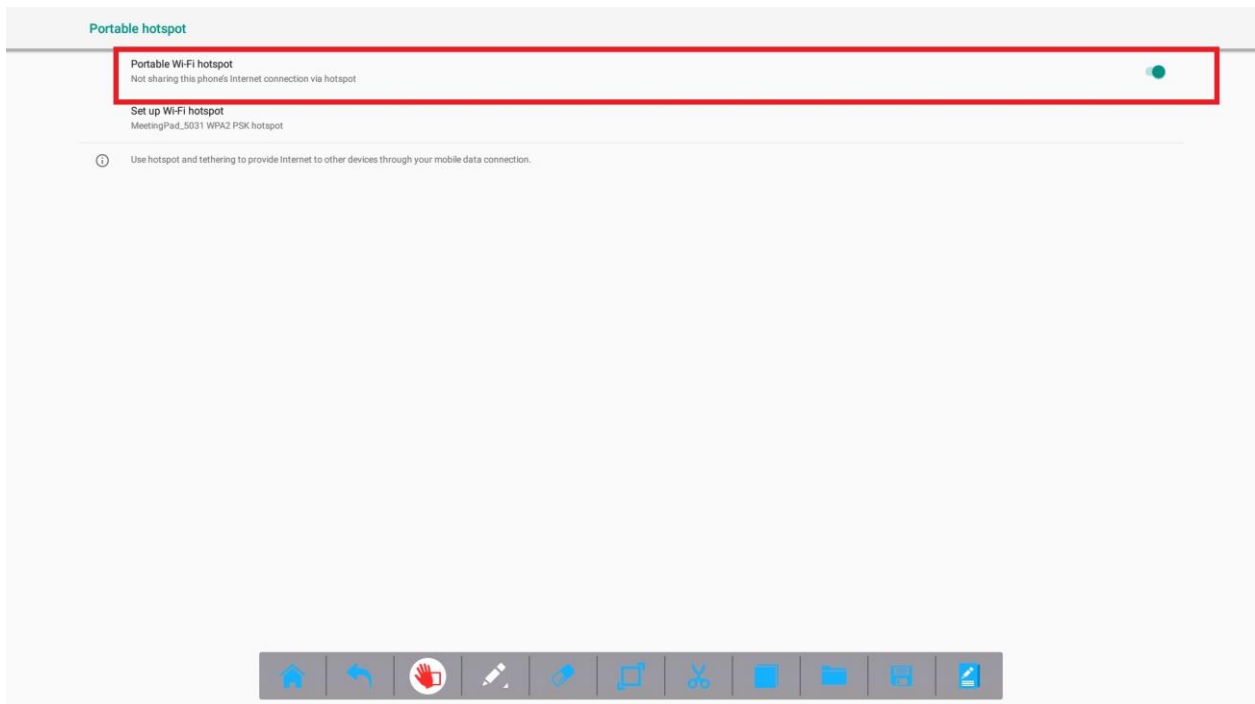 Portable hotspot
Portable Wi-Fi hotspot
Not sharing this phone's Internet connection via hotspot
Set up Wi-Fi hotspot
MeetingPad_5031 WPA2 PSK hotspot
Use hotspot and tethering to provide Internet to other devices through your mobile data connection.